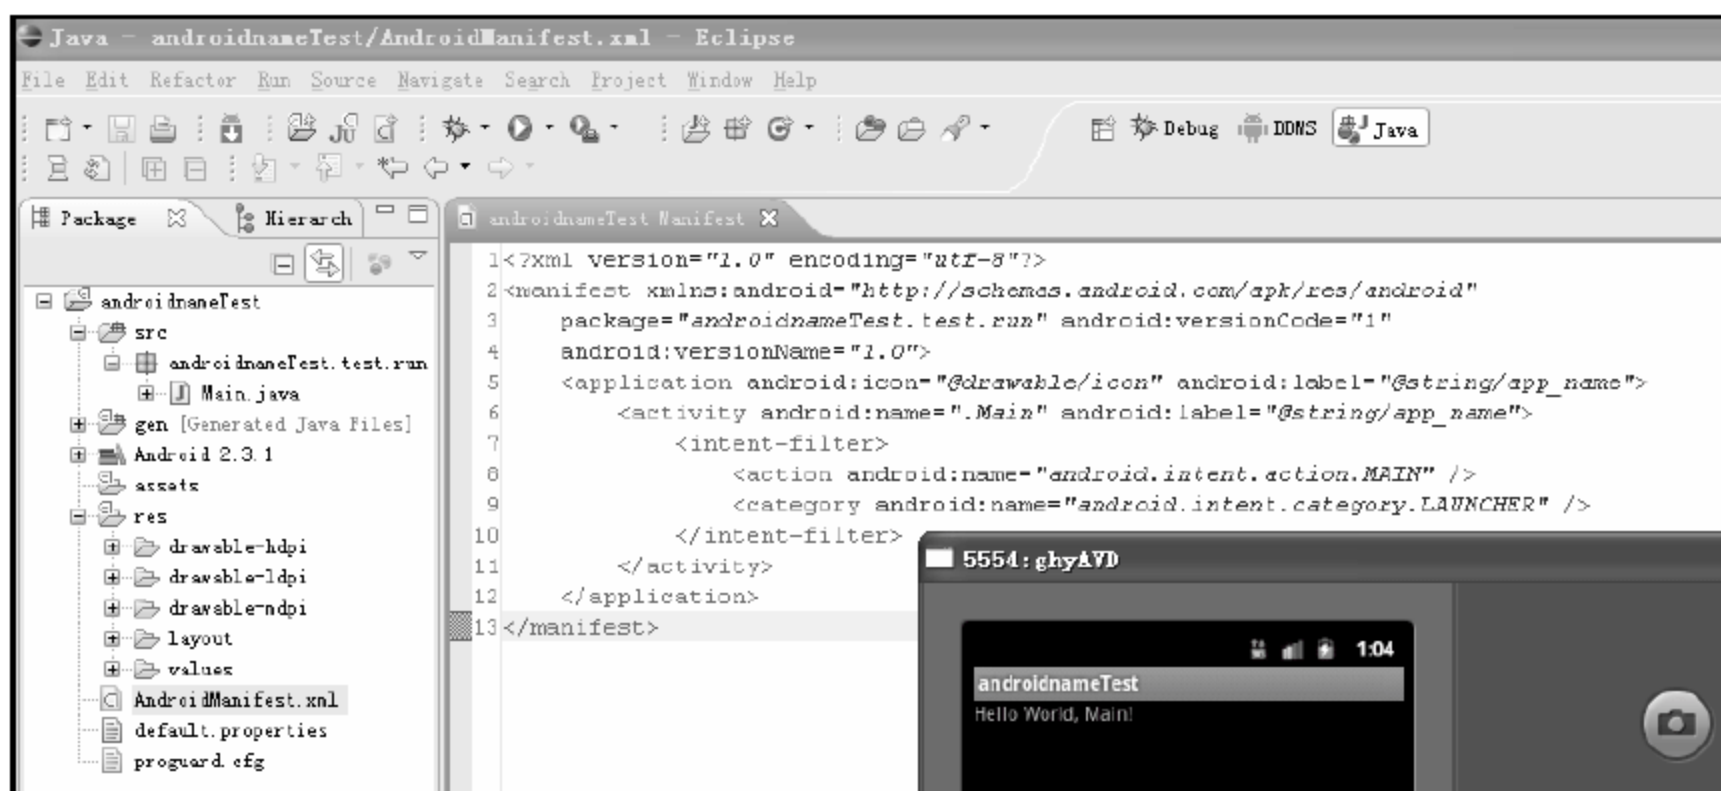 Java - androidnameTest/AndroidManifest.xml - Eclipse
File Edit Refactor Run Source Navigate Search Project Window Help
Debug DDMS Java
Package Hierarch
androidnameTest Manifest
androidnameTest
src
androidnameTest.test.run
Main.java
gen [Generated Java Files]
Android 2.3.1
assets
res
drawable-hdpi
drawable-ldpi
drawable-mdpi
layout
values
AndroidManifest.xml
default.properties
proguard.cfg
1<?xml version="1.0" encoding="utf-8"?>
2<manifest xmlns:android="http://schemas.android.com/apk/res/android"
3 package="androidnameTest.test.run" android:versionCode="1"
4 android:versionName="1.0">
5 <application android:icon="@drawable/icon" android:label="@string/app_name">
6 <activity android:name=".Main" android:label="@string/app_name">
7 <intent-filter>
8 <action android:name="android.intent.action.MAIN" />
9 <category android:name="android.intent.category.LAUNCHER" />
10 </intent-filter>
11 </activity>
12 </application>
13</manifest>
5554:ghyAVD
1:04
androidnameTest
Hello World, Main!